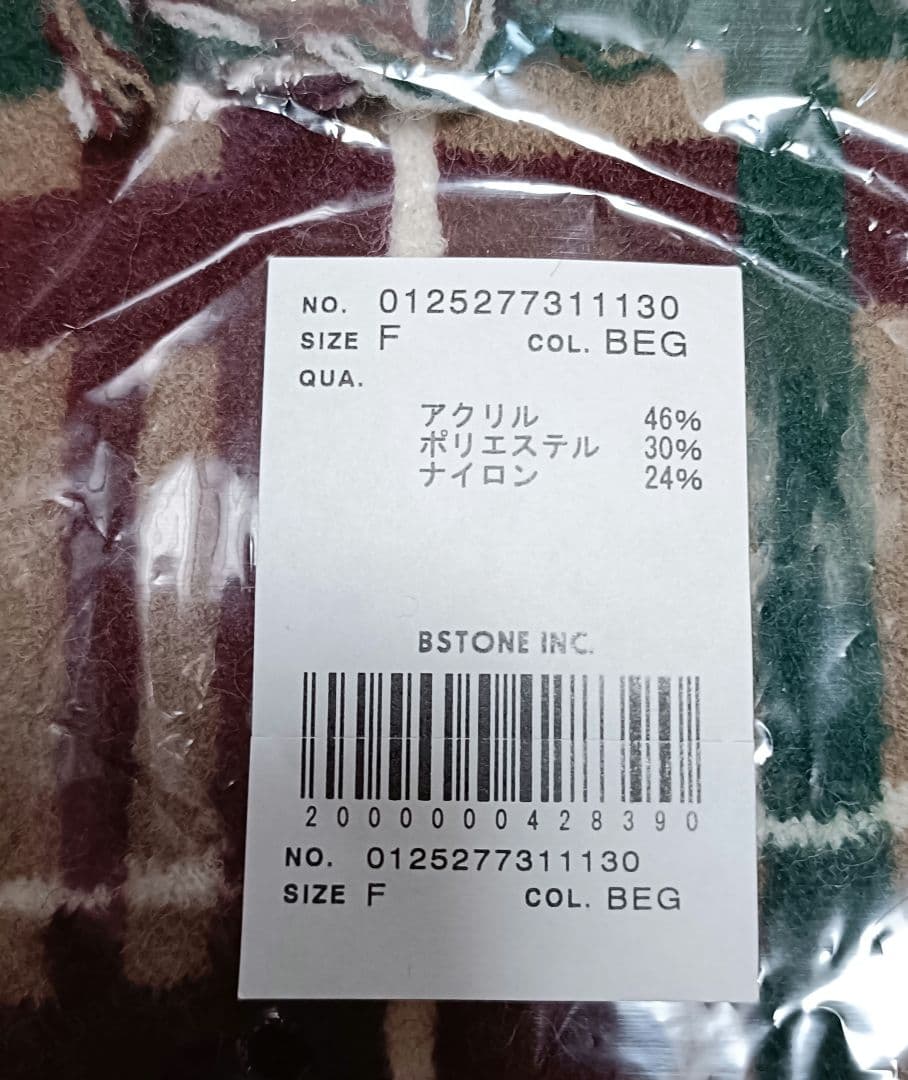 NO. 0125277311130
SIZE F COL. BEG
QUA.
アクリル 46%
ポリエステル 30%
ナイロン 24%
BSTONE INC.
2000000428390
NO. 0125277311130
SIZE F COL. BEG